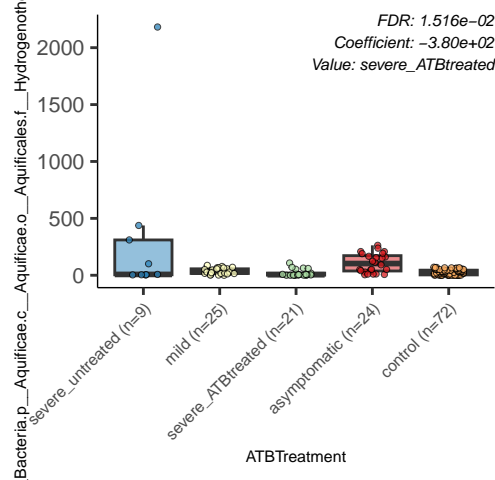 FDR: 1.516e−02
Coefficient: −3.80e+02
Value: severe_ATBtreated
Bacteria.p__Aquificae.c__Aquificae.o__Aquificales.f__Hydrogenoth
2000
1500
1000
500
0
severe_untreated (n=9)
mild (n=25)
severe_ATBtreated (n=21)
asymptomatic (n=24)
control (n=72)
ATBTreatment